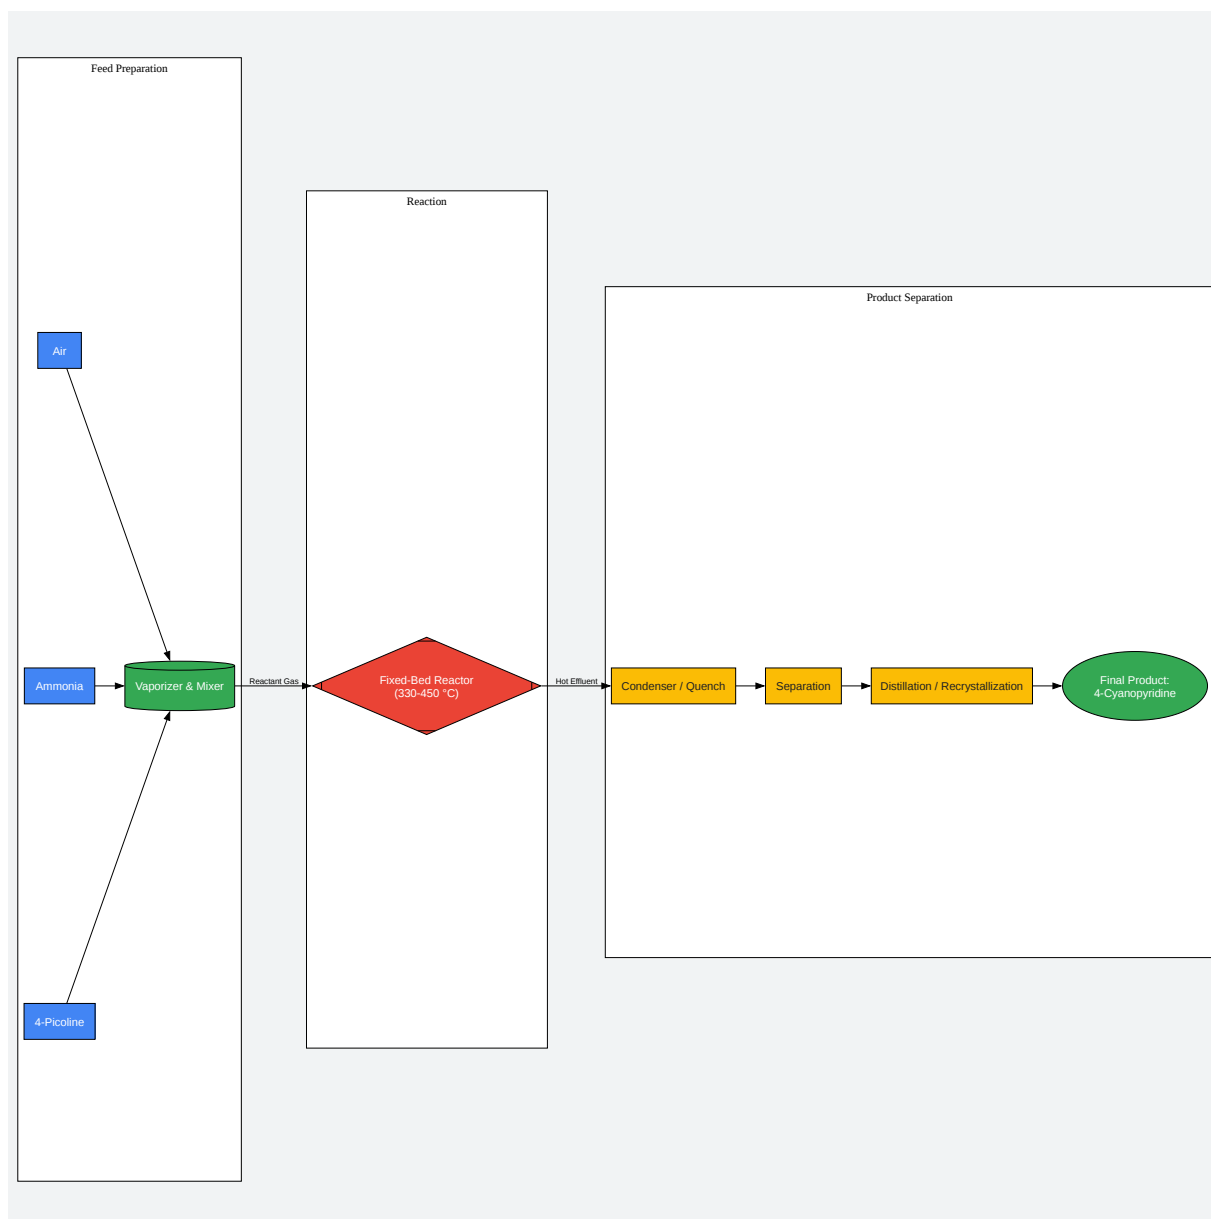 Feed Preparation
Air
Ammonia
4-Picoline
Vaporizer & Mixer
Reactant Gas
Reaction
Fixed-Bed Reactor
(330-450 °C)
Hot Effluent
Product Separation
Condenser / Quench
Separation
Distillation / Recrystallization
Final Product:
4-Cyanopyridine